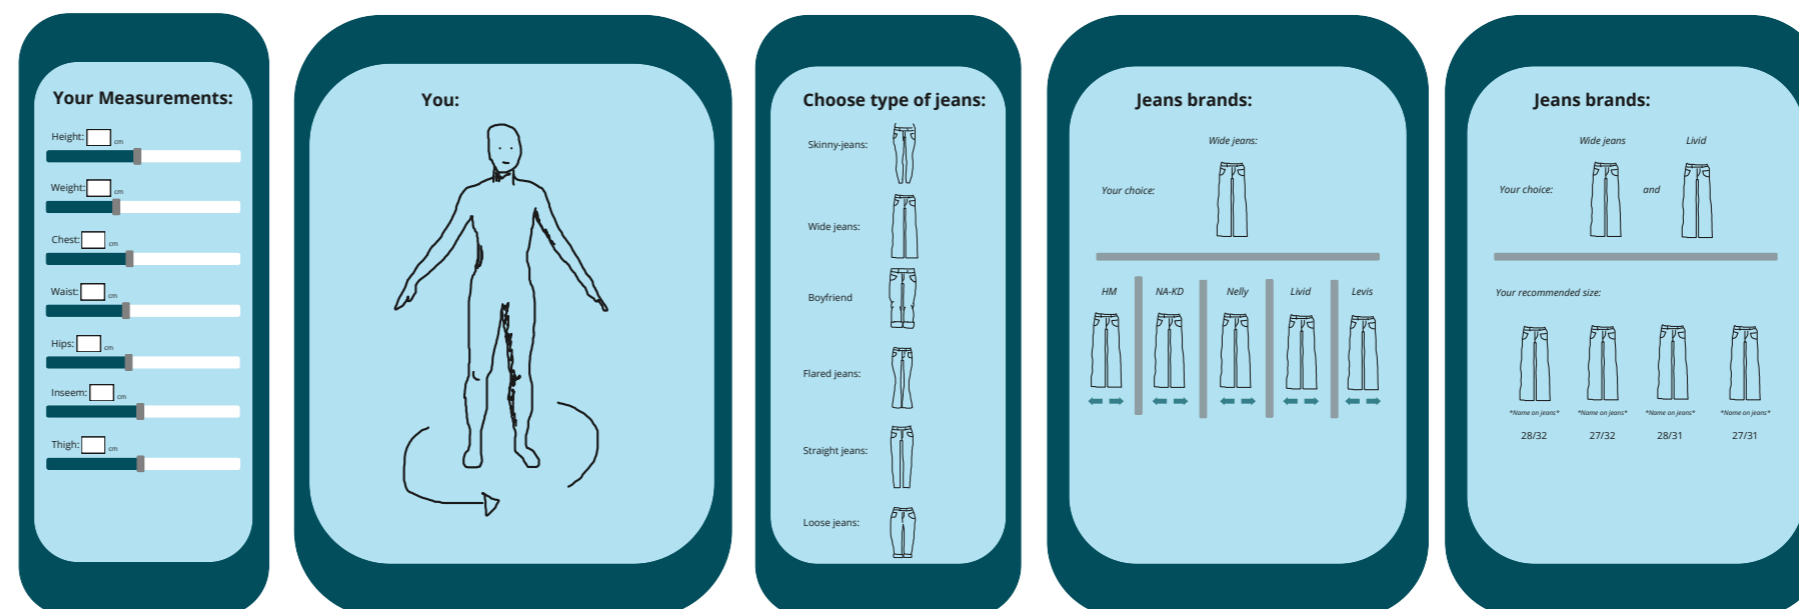 Your Measurements:
Height: cm
Weight: cm
Chest: cm
Waist: cm
Hips: cm
Inseem: cm
Thigh: cm
You:
Choose type of jeans:
Skinny-jeans:
Wide jeans:
Boyfriend
Flared jeans:
Straight jeans:
Loose jeans:
Jeans brands:
Wide jeans:
Your choice:
HM NA-KD Nelly Livid Levis
Jeans brands:
Wide jeans Livid
Your choice: and
Your recommended size:
*Name on jeans* *Name on jeans* *Name on jeans* *Name on jeans*
28/32 27/32 28/31 27/31